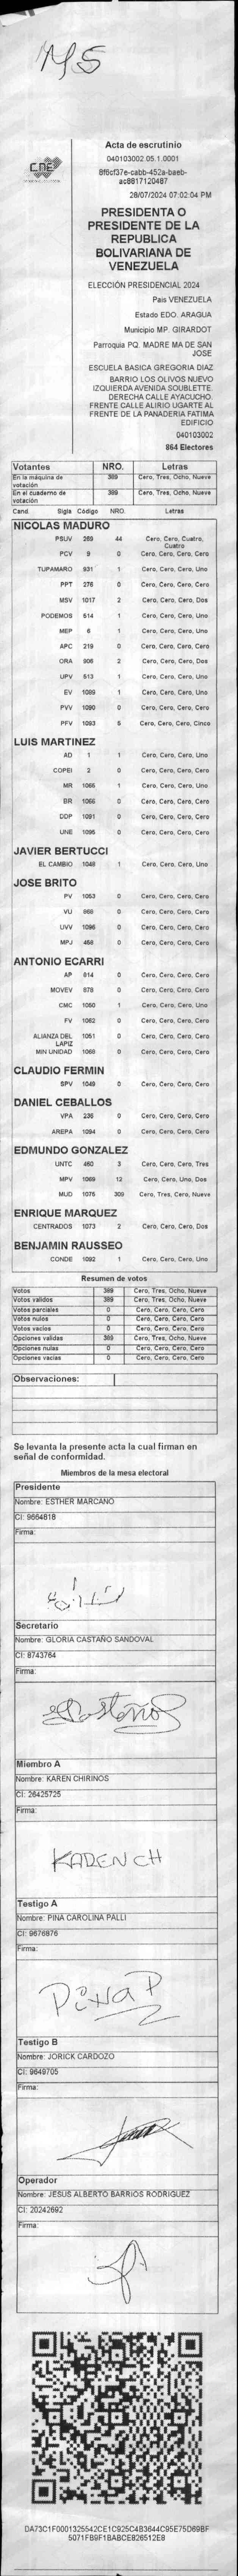 MS
CNE
Acta de escrutinio
040103002.05.1.0001
8f6cf37e-cabb-452a-baeb-
ac8817120487
28/07/2024 07:02:04 PM
PRESIDENTA O
PRESIDENTE DE LA
REPUBLICA
BOLIVARIANA DE
VENEZUELA
ELECCIÓN PRESIDENCIAL 2024
Pais VENEZUELA
Estado EDO. ARAGUA
Municipio MP. GIRARDOT
Parroquia PQ. MADRE MA DE SAN
JOSE
ESCUELA BASICA GREGORIA DIAZ
BARRIO LOS OLIVOS NUEVO
IZQUIERDA AVENIDA SOUBLETTE.
DERECHA CALLE AYACUCHO.
FRENTE CALLE ALIRIO UGARTE AL
FRENTE DE LA PANADERIA FATIMA
EDIFICIO
040103002
864 Electores
Votantes NRO. Letras
En la máquina de votación 389 Cero, Tres, Ocho, Nueve
En el cuaderno de votación 389 Cero, Tres, Ocho, Nueve
Cand. Sigla Código NRO. Letras
NICOLAS MADURO
PSUV 269 44 Cero, Cero, Cuatro, Cuatro
PCV 9 0 Cero, Cero, Cero, Cero
TUPAMARO 931 1 Cero, Cero, Cero, Uno
PPT 276 0 Cero, Cero, Cero, Cero
MSV 1017 2 Cero, Cero, Cero, Dos
PODEMOS 514 1 Cero, Cero, Cero, Uno
MEP 6 1 Cero, Cero, Cero, Uno
APC 219 0 Cero, Cero, Cero, Cero
ORA 806 2 Cero, Cero, Cero, Dos
UPV 513 1 Cero, Cero, Cero, Uno
EV 1089 1 Cero, Cero, Cero, Uno
PVV 1090 0 Cero, Cero, Cero, Cero
PFV 1093 5 Cero, Cero, Cero, Cinco
LUIS MARTINEZ
AD 1 1 Cero, Cero, Cero, Uno
COPEI 2 0 Cero, Cero, Cero, Cero
MR 1065 1 Cero, Cero, Cero, Uno
BR 1066 0 Cero, Cero, Cero, Cero
DDP 1091 0 Cero, Cero, Cero, Cero
UNE 1095 0 Cero, Cero, Cero, Cero
JAVIER BERTUCCI
EL CAMBIO 1048 1 Cero, Cero, Cero, Uno
JOSE BRITO
PV 1053 0 Cero, Cero, Cero, Cero
VU 868 0 Cero, Cero, Cero, Cero
UVV 1096 0 Cero, Cero, Cero, Cero
MPJ 456 0 Cero, Cero, Cero, Cero
ANTONIO ECARRI
AP 814 0 Cero, Cero, Cero, Cero
MOVEV 878 0 Cero, Cero, Cero, Cero
CMC 1050 1 Cero, Cero, Cero, Uno
FV 1062 0 Cero, Cero, Cero, Cero
ALIANZA DEL LAPIZ 1051 0 Cero, Cero, Cero, Cero
MIN UNIDAD 1068 0 Cero, Cero, Cero, Cero
CLAUDIO FERMIN
SPV 1049 0 Cero, Cero, Cero, Cero
DANIEL CEBALLOS
VPA 236 0 Cero, Cero, Cero, Cero
AREPA 1094 0 Cero, Cero, Cero, Cero
EDMUNDO GONZALEZ
UNTC 460 3 Cero, Cero, Cero, Tres
MPV 1069 12 Cero, Cero, Uno, Dos
MUD 1075 309 Cero, Tres, Cero, Nueve
ENRIQUE MARQUEZ
CENTRADOS 1073 2 Cero, Cero, Cero, Dos
BENJAMIN RAUSSEO
CONDE 1092 1 Cero, Cero, Cero, Uno
Resumen de votos
Votos 389 Cero, Tres, Ocho, Nueve
Votos validos 389 Cero, Tres, Ocho, Nueve
Votos parciales 0 Cero, Cero, Cero, Cero
Votos nulos 0 Cero, Cero, Cero, Cero
Votos vacíos 0 Cero, Cero, Cero, Cero
Opciones validas 389 Cero, Tres, Ocho, Nueve
Opciones nulas 0 Cero, Cero, Cero, Cero
Opciones vacías 0 Cero, Cero, Cero, Cero
Observaciones:
Se levanta la presente acta la cual firman en
señal de conformidad.
Miembros de la mesa electoral
Presidente
Nombre: ESTHER MARCANO
CI: 9664818
Firma:
Secretario
Nombre: GLORIA CASTAÑO SANDOVAL
CI: 8743764
Firma:
Castaño
Miembro A
Nombre: KAREN CHIRINOS
CI: 26425725
Firma:
KAREN CH
Testigo A
Nombre: PINA CAROLINA PALLI
CI: 9676876
Firma:
Pina P
Testigo B
Nombre: JORICK CARDOZO
CI: 9649705
Firma:
Operador
Nombre: JESUS ALBERTO BARRIOS RODRIGUEZ
CI: 20242692
Firma:
DA73C1F0001325542CE1C925C4B3644C95E75D69BF
5071FB9F1BABCE826512E8